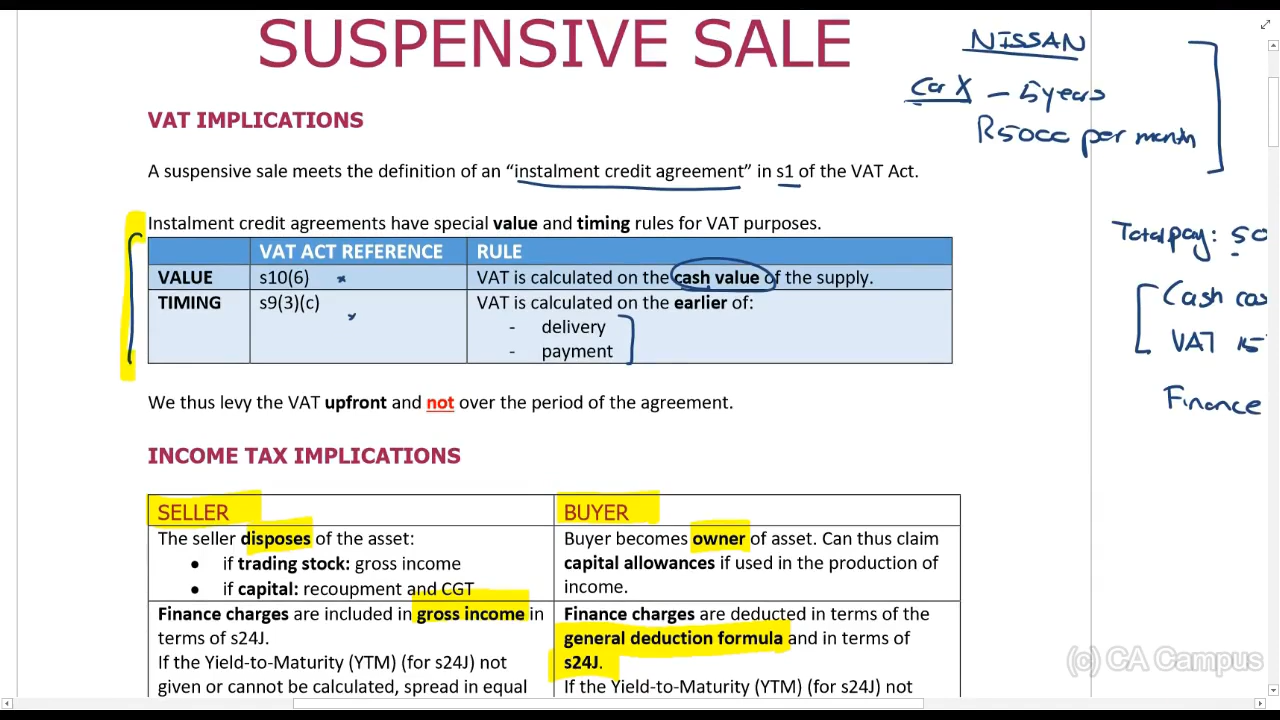 SUSPENSIVE SALE
NISSAN
Car X – 5 years
R5000 per month
VAT IMPLICATIONS
A suspensive sale meets the definition of an “instalment credit agreement” in s1 of the VAT Act.
Instalment credit agreements have special value and timing rules for VAT purposes.
VAT ACT REFERENCE RULE
VALUE s10(6) VAT is calculated on the cash value of the supply.
TIMING s9(3)(c) VAT is calculated on the earlier of:
- delivery
- payment
Total pay: 50
Cash cos
VAT 15
Finance
We thus levy the VAT upfront and not over the period of the agreement.
INCOME TAX IMPLICATIONS
SELLER
The seller disposes of the asset:
• if trading stock: gross income
• if capital: recoupment and CGT
Finance charges are included in gross income in
terms of s24J.
If the Yield-to-Maturity (YTM) (for s24J) not
given or cannot be calculated, spread in equal
BUYER
Buyer becomes owner of asset. Can thus claim
capital allowances if used in the production of
income.
Finance charges are deducted in terms of the
general deduction formula and in terms of
s24J.
If the Yield-to-Maturity (YTM) (for s24J) not
(c) CA Campus